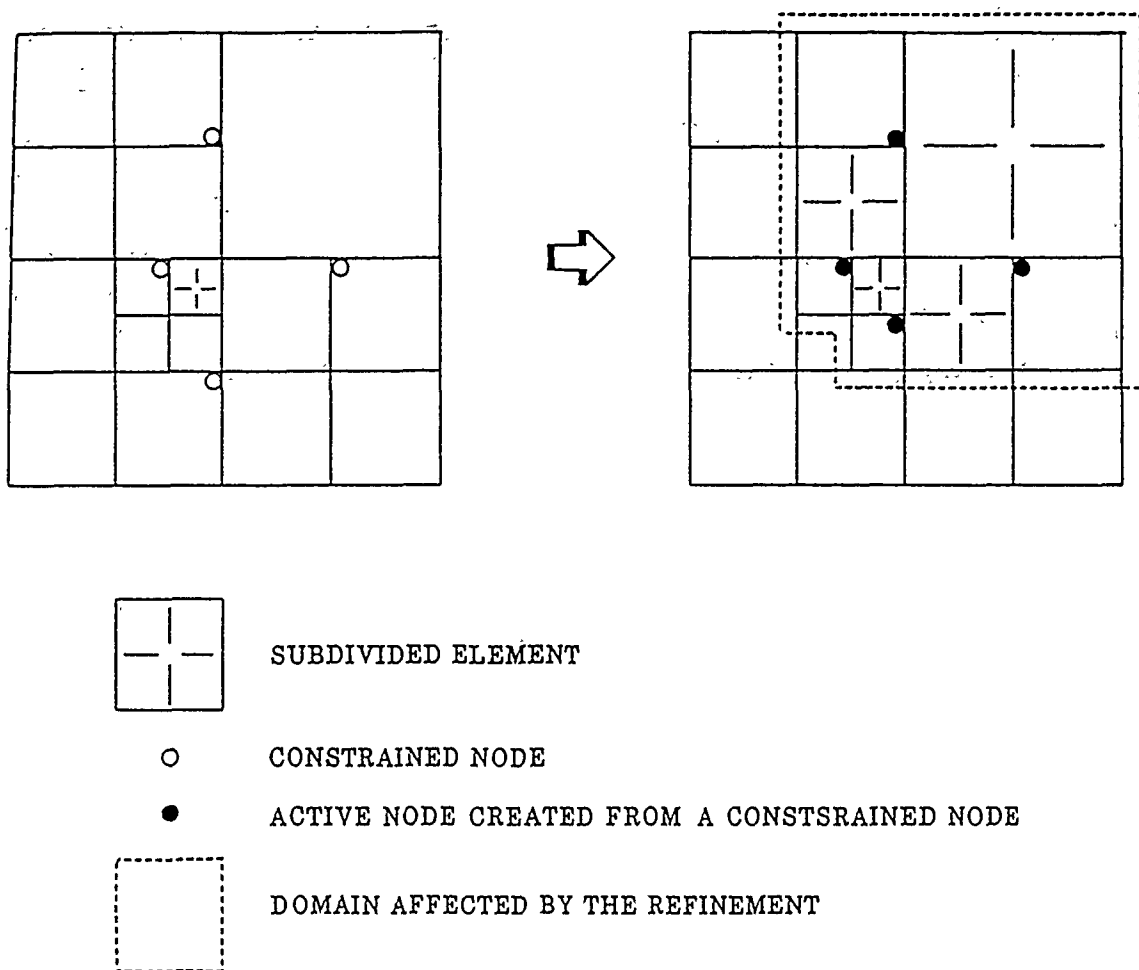 SUBDIVIDED ELEMENT
CONSTRAINED NODE
ACTIVE NODE CREATED FROM A CONSTSRAINED NODE
DOMAIN AFFECTED BY THE REFINEMENT